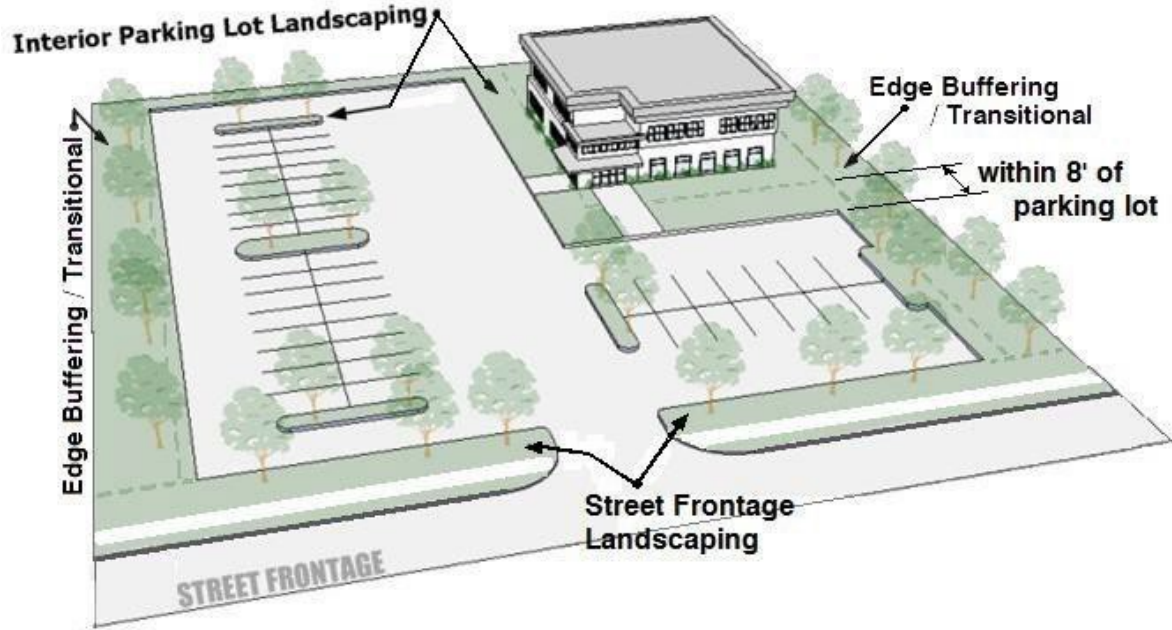 Interior Parking Lot Landscaping
Edge Buffering
/ Transitional
within 8' of
parking lot
Edge Buffering / Transitional
Street Frontage
Landscaping
STREET FRONTAGE